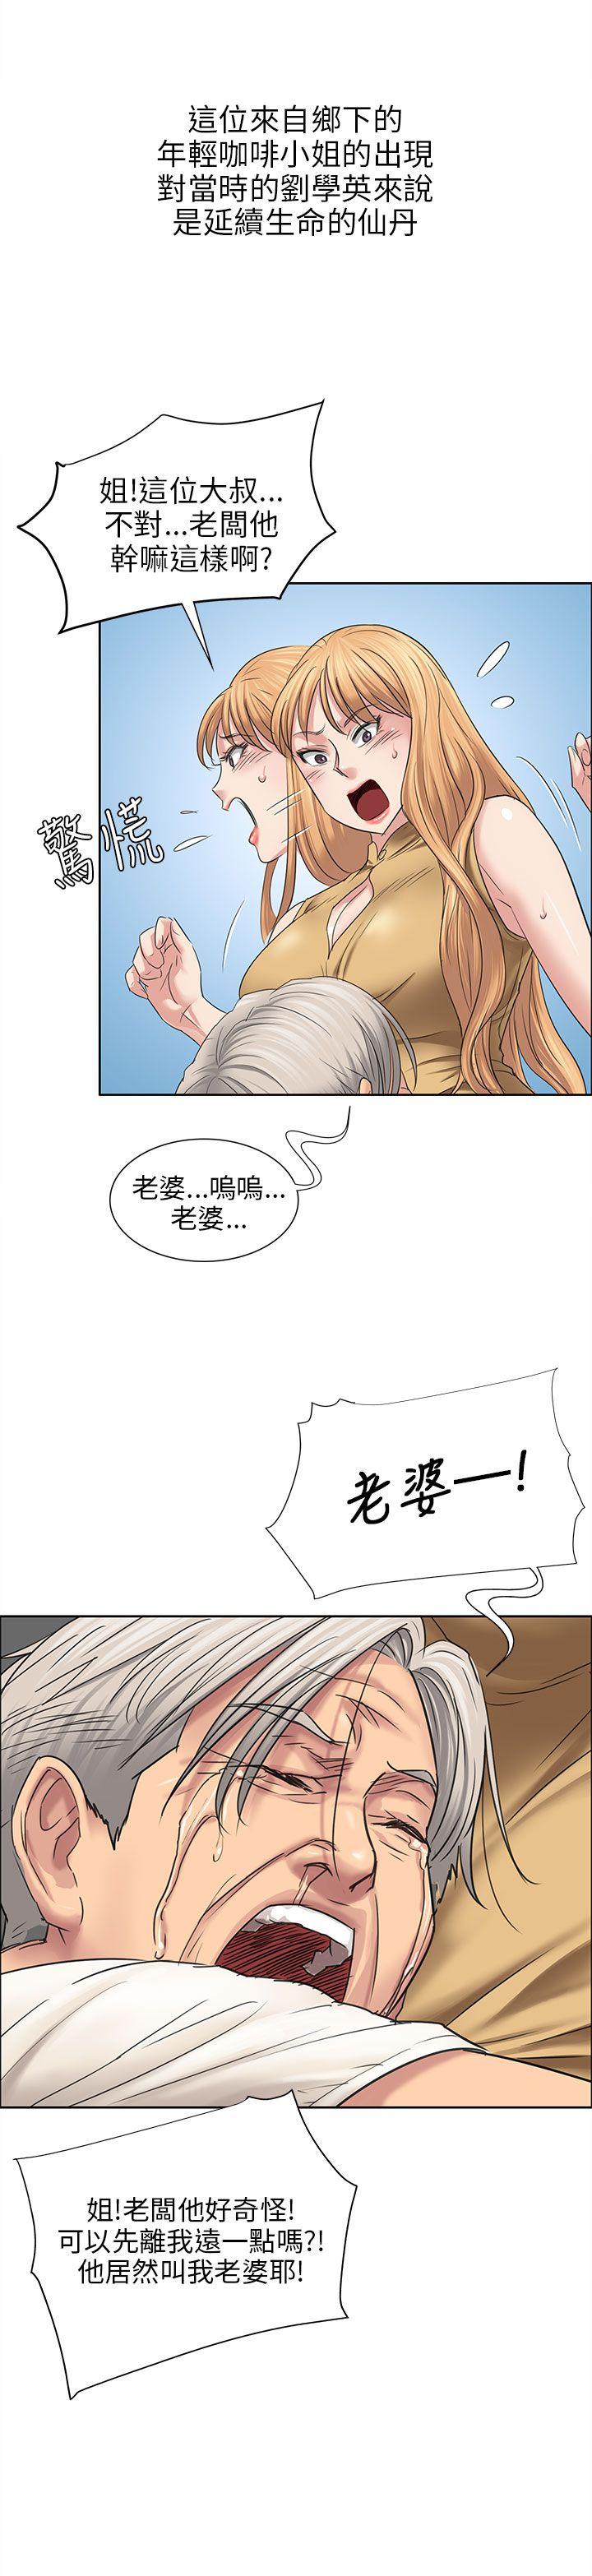 這位來自鄉下的
年輕咖啡小姐的出現
對當時的劉學英來說
是延續生命的仙丹
姐!這位大叔...
不對...老闆他
幹嘛這樣啊?
驚慌
老婆...嗚嗚...
老婆...
老婆一!
姐!老闆他好奇怪!
可以先離我遠一點嗎?!
他居然叫我老婆耶!